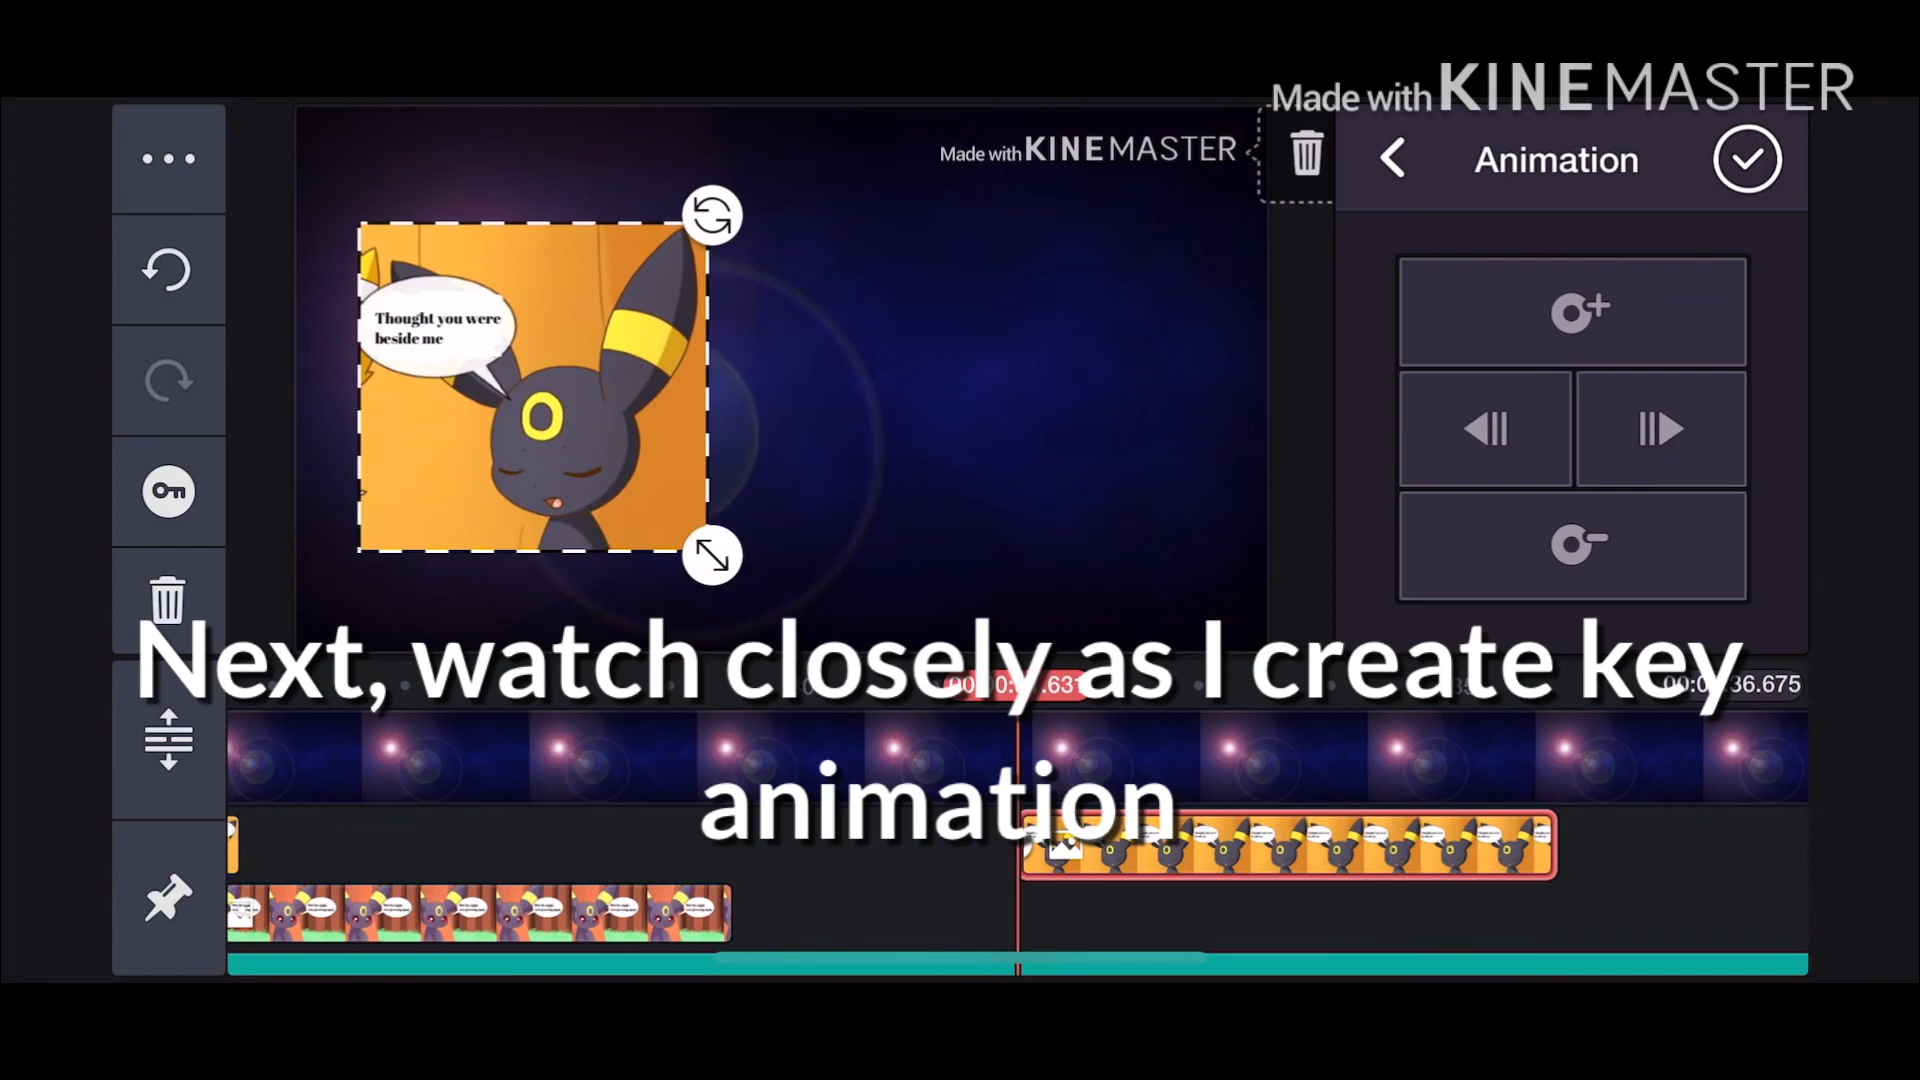 Made with KINEMASTER
Made with KINEMASTER
Animation
Thought you were
beside me
Next, watch closely as I create key
animation
36.675